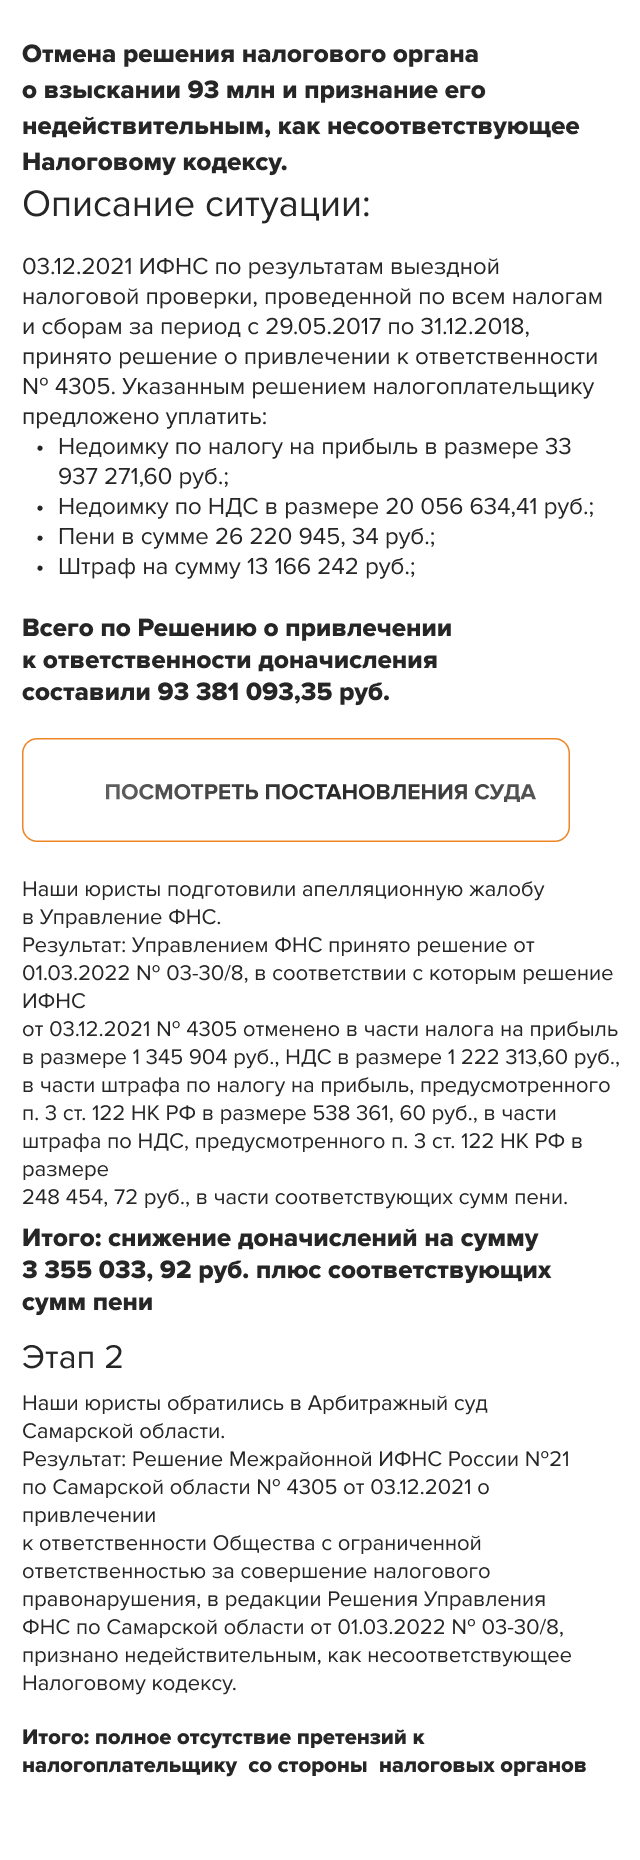 Отмена решения налогового органа
о взыскании 93 млн и признание его
недействительным, как несоответствующее
Налоговому кодексу.
Описание ситуации:
03.12.2021 ИФНС по результатам выездной
налоговой проверки, проведенной по всем налогам
и сборам за период с 29.05.2017 по 31.12.2018,
принято решение о привлечении к ответственности
№ 4305. Указанным решением налогоплательщику
предложено уплатить:
• Недоимку по налогу на прибыль в размере 33
937 271,60 руб.;
• Недоимку по НДС в размере 20 056 634,41 руб.;
• Пени в сумме 26 220 945, 34 руб.;
• Штраф на сумму 13 166 242 руб.;
Всего по Решению о привлечении
к ответственности доначисления
составили 93 381 093,35 руб.
ПОСМОТРЕТЬ ПОСТАНОВЛЕНИЯ СУДА
Наши юристы подготовили апелляционную жалобу
в Управление ФНС.
Результат: Управлением ФНС принято решение от
01.03.2022 № 03-30/8, в соответствии с которым решение
ИФНС
от 03.12.2021 № 4305 отменено в части налога на прибыль
в размере 1 345 904 руб., НДС в размере 1 222 313,60 руб.,
в части штрафа по налогу на прибыль, предусмотренного
п. 3 ст. 122 НК РФ в размере 538 361, 60 руб., в части
штрафа по НДС, предусмотренного п. 3 ст. 122 НК РФ в
размере
248 454, 72 руб., в части соответствующих сумм пени.
Итого: снижение доначислений на сумму
3 355 033, 92 руб. плюс соответствующих
сумм пени
Этап 2
Наши юристы обратились в Арбитражный суд
Самарской области.
Результат: Решение Межрайонной ИФНС России №21
по Самарской области № 4305 от 03.12.2021 о
привлечении
к ответственности Общества с ограниченной
ответственностью за совершение налогового
правонарушения, в редакции Решения Управления
ФНС по Самарской области от 01.03.2022 № 03-30/8,
признано недействительным, как несоответствующее
Налоговому кодексу.
Итого: полное отсутствие претензий к
налогоплательщику  со стороны  налоговых органов